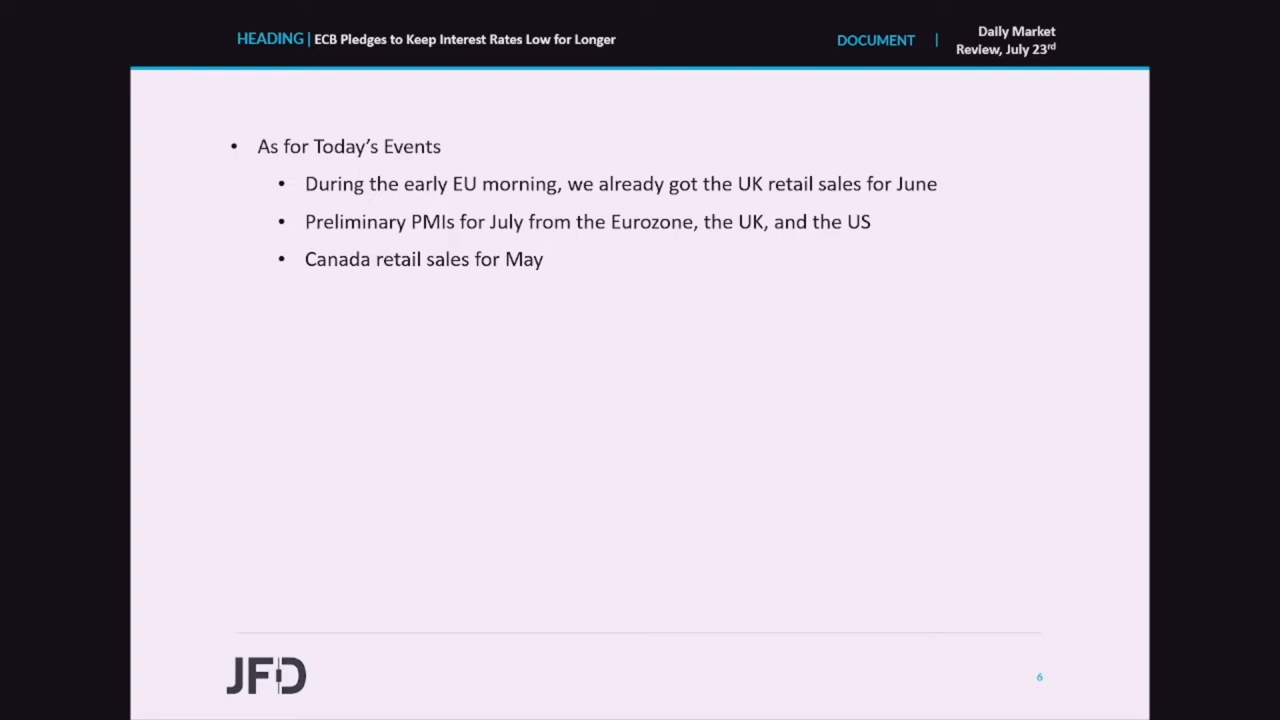 HEADING | ECB Pledges to Keep Interest Rates Low for Longer
DOCUMENT | Daily Market
Review, July 23rd
• As for Today’s Events
• During the early EU morning, we already got the UK retail sales for June
• Preliminary PMIs for July from the Eurozone, the UK, and the US
• Canada retail sales for May
JFD
6